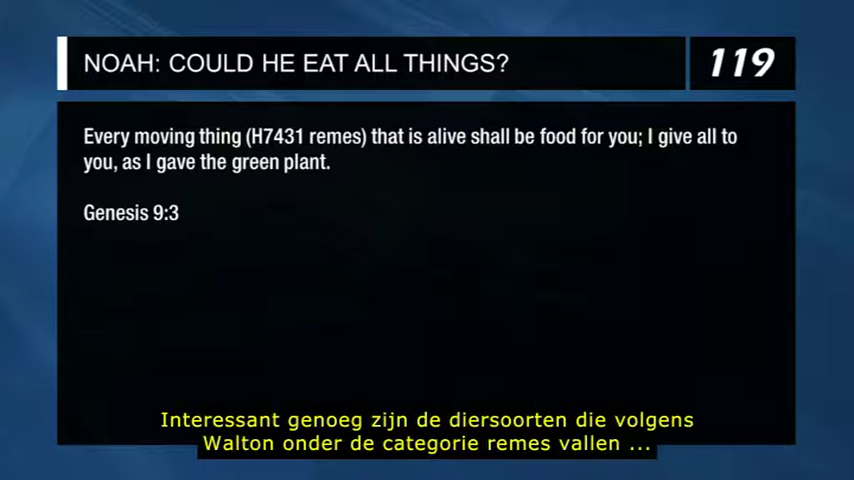 NOAH: COULD HE EAT ALL THINGS?
119
Every moving thing (H7431 remes) that is alive shall be food for you; I give all to
you, as I gave the green plant.
Genesis 9:3
Interessant genoeg zijn de diersoorten die volgens
Walton onder de categorie remes vallen ...